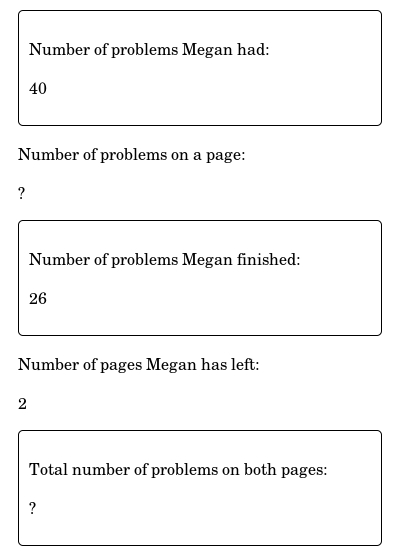 Number of problems Megan had:
40
Number of problems on a page:
?
Number of problems Megan finished:
26
Number of pages Megan has left:
2
Total number of problems on both pages:
?